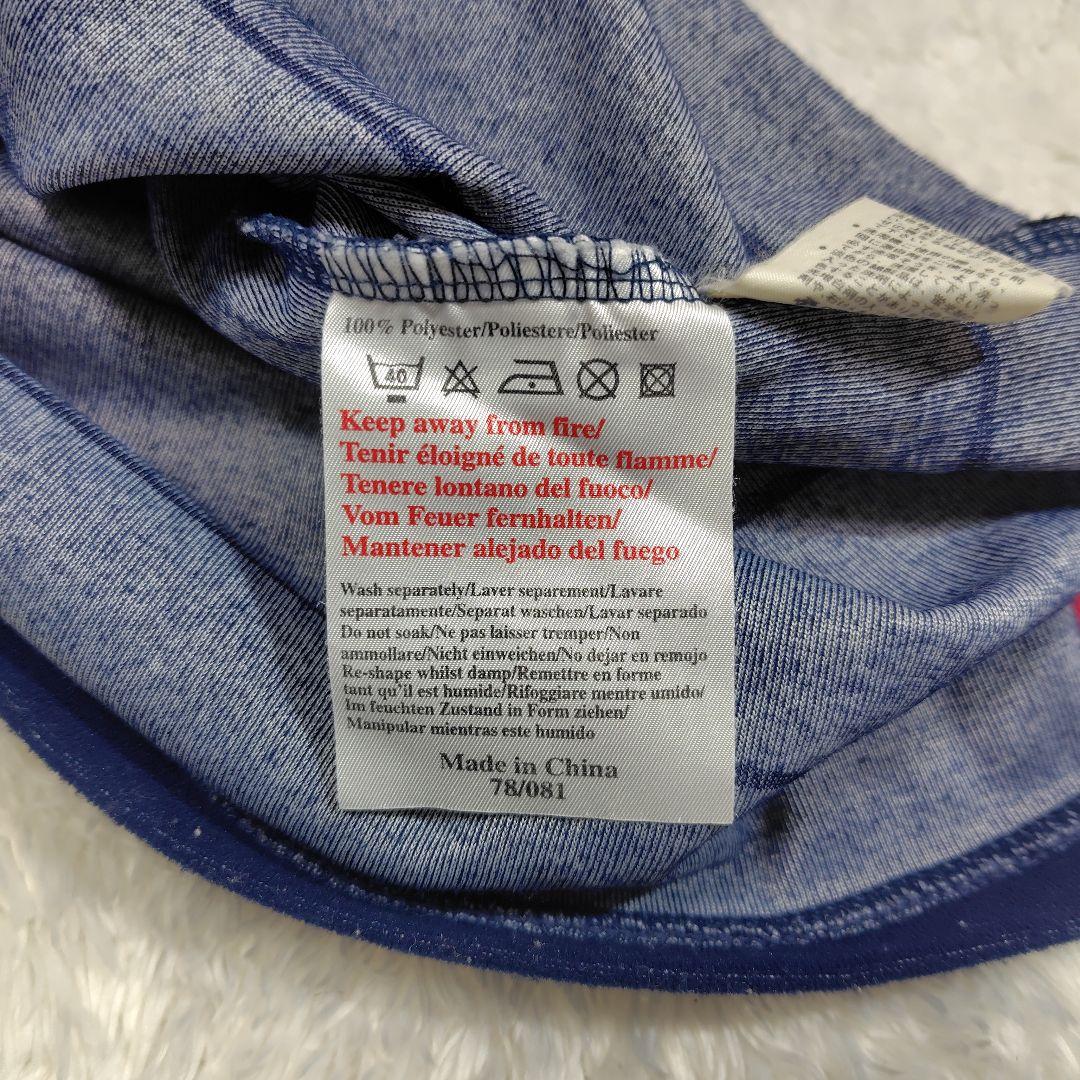 100% Polyester/Poliestere/Poliester
40
Keep away from fire/
Tenir éloigné de toute flamme/
Tenere lontano del fuoco/
Vom Feuer fernhalten/
Mantener alejado del fuego
Wash separately/Laver separement/Lavare
separatamente/Separat waschen/Lavar separado
Do not soak/Ne pas laisser tremper/Non
ammollare/Nicht einweichen/No dejar en remojo
Re-shape whilst damp/Remettre en forme
tant qu'il est humide/Rifoggiare mentre umido/
Im feuchten Zustand in Form ziehen/
Manipular mientras este humido
Made in China
78/081